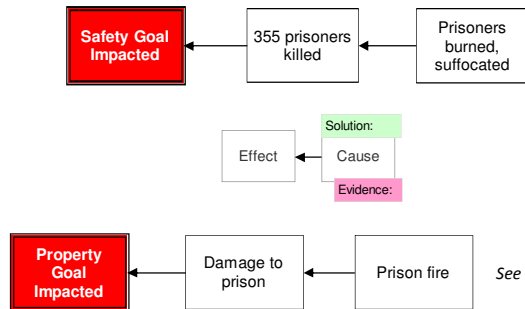 Safety Goal
Impacted
355 prisoners
killed
Prisoners
burned,
suffocated
Solution:
Effect
Cause
Evidence:
Property
Goal
Impacted
Damage to
prison
Prison fire
See